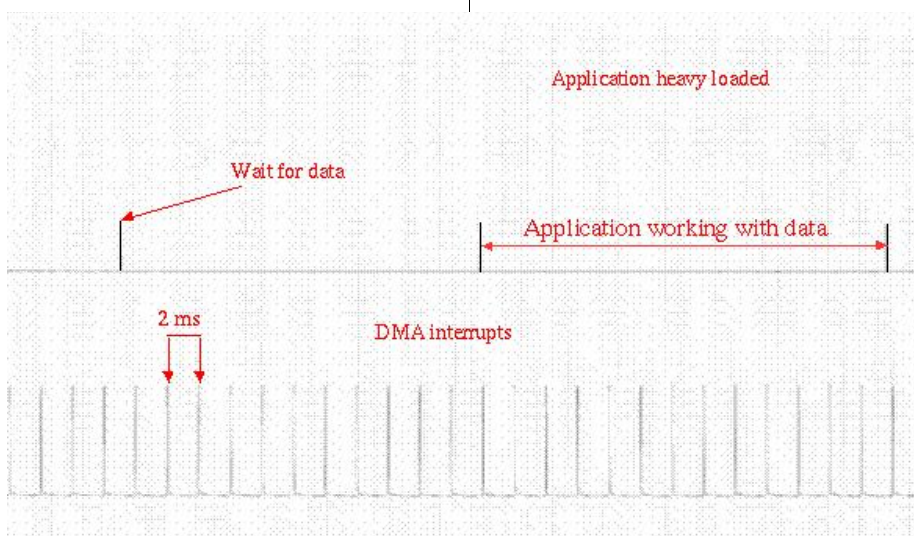 Application heavy loaded
Wait for data
Application working with data
2 ms
DMA interrupts